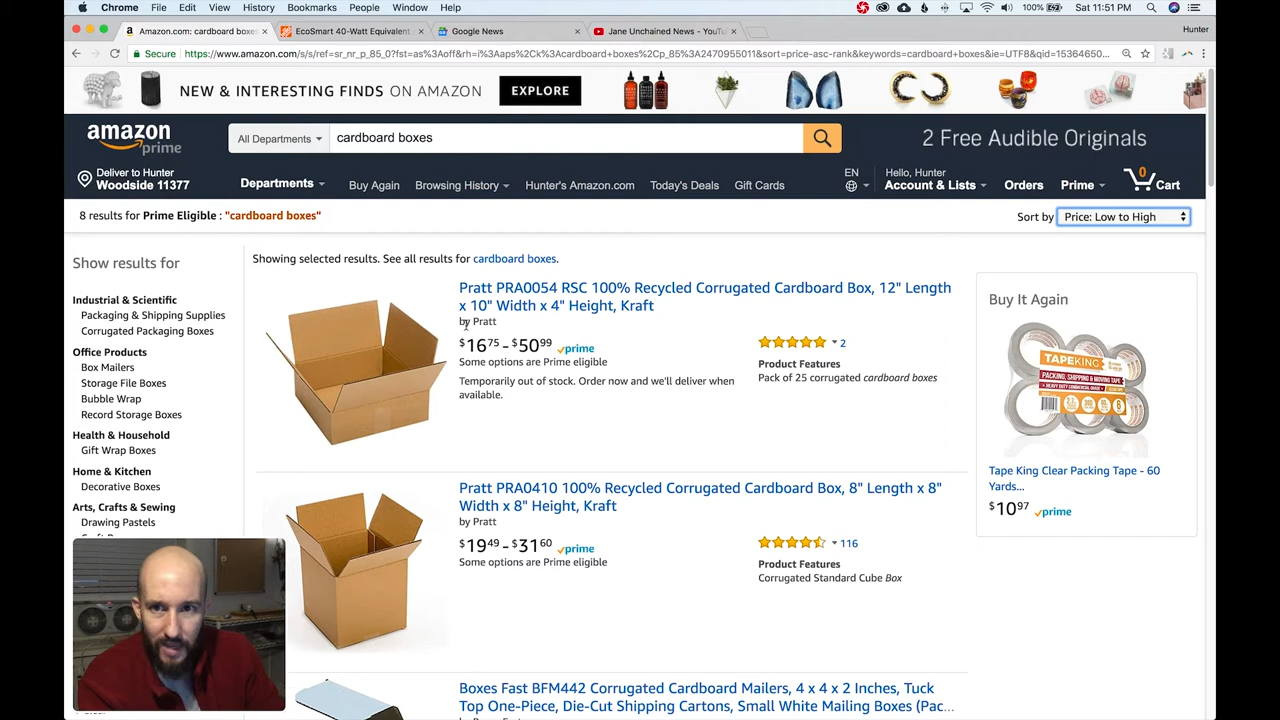 Chrome File Edit View History Bookmarks People Window Help
100% Sat 11:51 PM
Amazon.com: cardboard boxes
EcoSmart 40-Watt Equivalent
Google News
Jane Unchained News - YouTu
Hunter
Secure https://www.amazon.com/s/ref=sr_nr_p_85_0?fst=as%3Aoff&rh=i%3Aaps%2Ck%3Acardboard+boxes%2Cp_85%3A2470955011&sort=price-asc-rank&keywords=cardboard+boxes&ie=UTF8&qid=15364650...
NEW & INTERESTING FINDS ON AMAZON
EXPLORE
amazon
prime
All Departments
cardboard boxes
2 Free Audible Originals
Deliver to Hunter
Woodside 11377
Departments
Buy Again
Browsing History
Hunter's Amazon.com
Today's Deals
Gift Cards
EN
Hello, Hunter
Account & Lists
Orders
Prime
0
Cart
8 results for Prime Eligible : "cardboard boxes"
Sort by Price: Low to High
Show results for
Industrial & Scientific
Packaging & Shipping Supplies
Corrugated Packaging Boxes
Office Products
Box Mailers
Storage File Boxes
Bubble Wrap
Record Storage Boxes
Health & Household
Gift Wrap Boxes
Home & Kitchen
Decorative Boxes
Arts, Crafts & Sewing
Drawing Pastels
Showing selected results. See all results for cardboard boxes.
Pratt PRA0054 RSC 100% Recycled Corrugated Cardboard Box, 12" Length
x 10" Width x 4" Height, Kraft
by Pratt
$16 75 - $50 99 prime
Some options are Prime eligible
Temporarily out of stock. Order now and we'll deliver when
available.
2
Product Features
Pack of 25 corrugated cardboard boxes
Pratt PRA0410 100% Recycled Corrugated Cardboard Box, 8" Length x 8"
Width x 8" Height, Kraft
by Pratt
$19 49 - $31 60 prime
Some options are Prime eligible
116
Product Features
Corrugated Standard Cube Box
Boxes Fast BFM442 Corrugated Cardboard Mailers, 4 x 4 x 2 Inches, Tuck
Top One-Piece, Die-Cut Shipping Cartons, Small White Mailing Boxes (Pac...
Buy It Again
TAPEKING
Tape King Clear Packing Tape - 60
Yards...
$10 97 prime